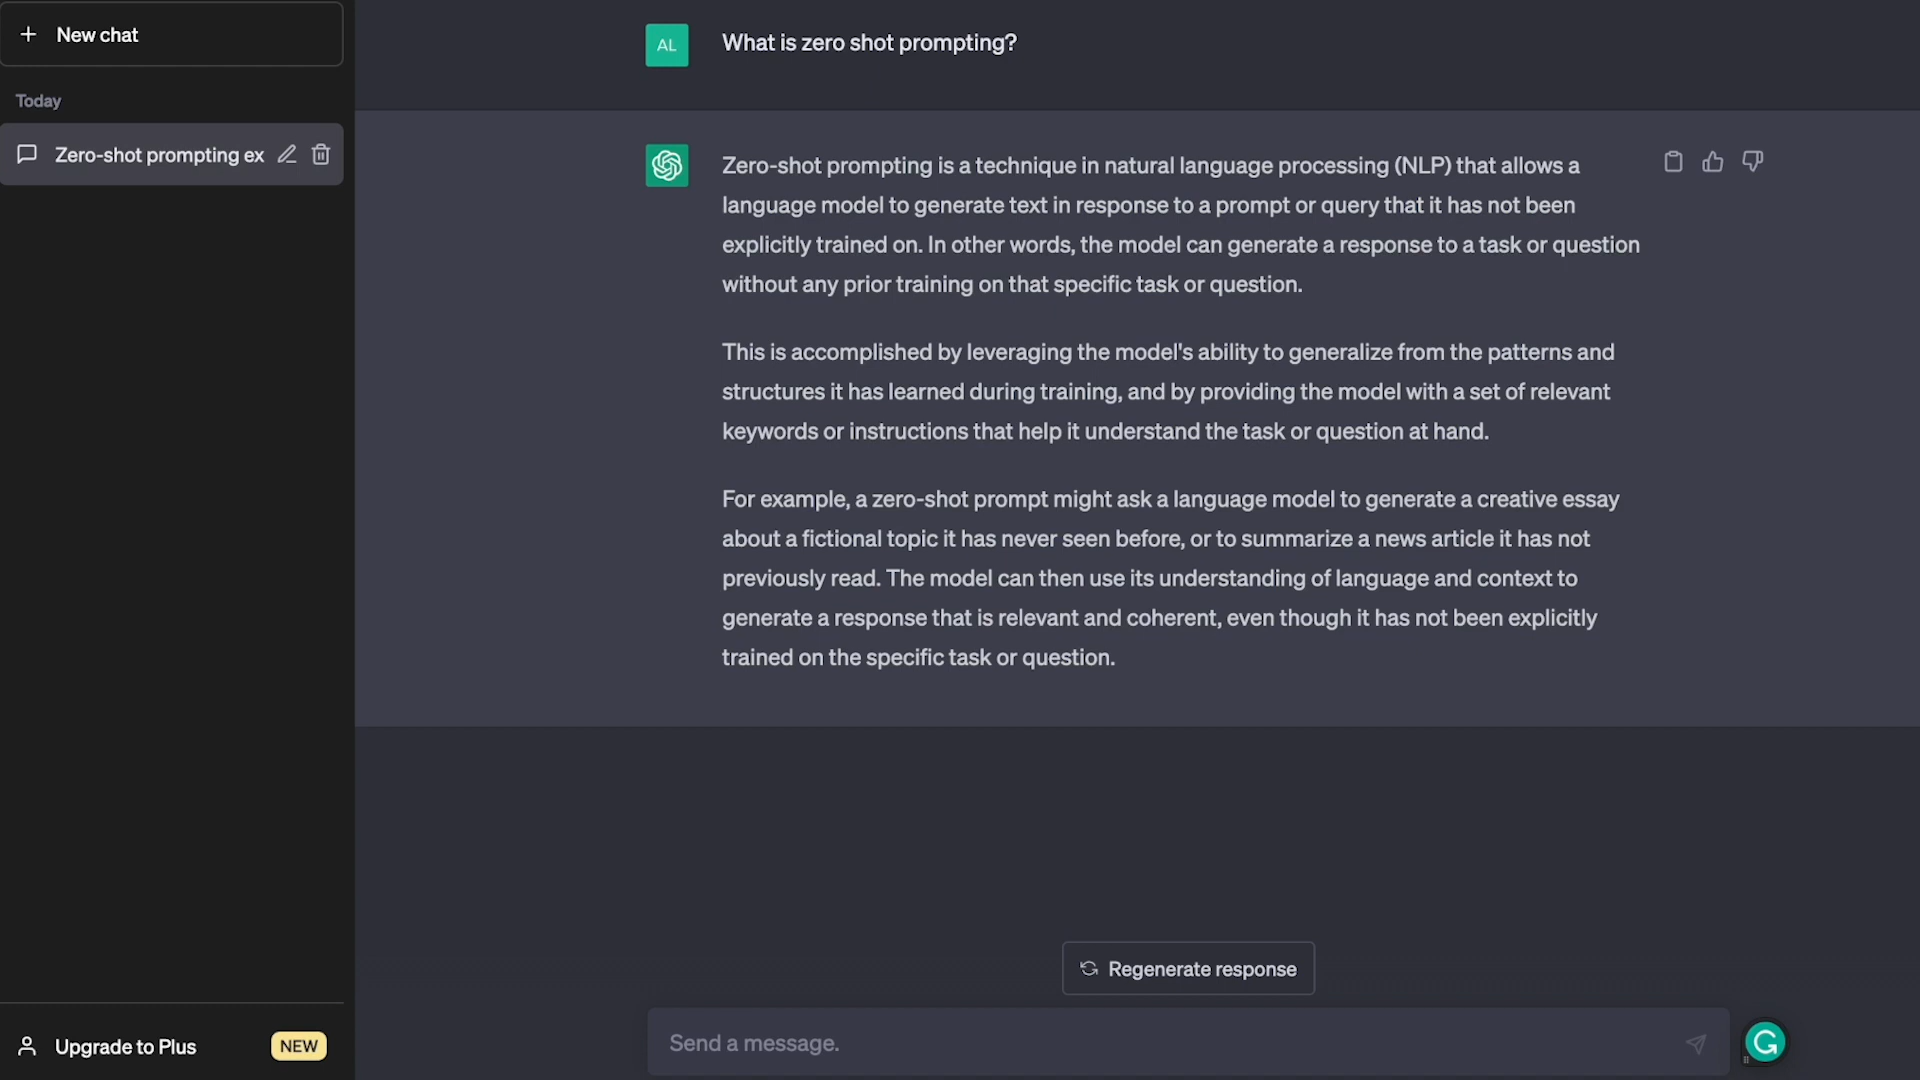 New chat
Today
Zero-shot prompting ex
Upgrade to Plus
NEW
AL
What is zero shot prompting?
Zero-shot prompting is a technique in natural language processing (NLP) that allows a
language model to generate text in response to a prompt or query that it has not been
explicitly trained on. In other words, the model can generate a response to a task or question
without any prior training on that specific task or question.
This is accomplished by leveraging the model's ability to generalize from the patterns and
structures it has learned during training, and by providing the model with a set of relevant
keywords or instructions that help it understand the task or question at hand.
For example, a zero-shot prompt might ask a language model to generate a creative essay
about a fictional topic it has never seen before, or to summarize a news article it has not
previously read. The model can then use its understanding of language and context to
generate a response that is relevant and coherent, even though it has not been explicitly
trained on the specific task or question.
Regenerate response
Send a message.